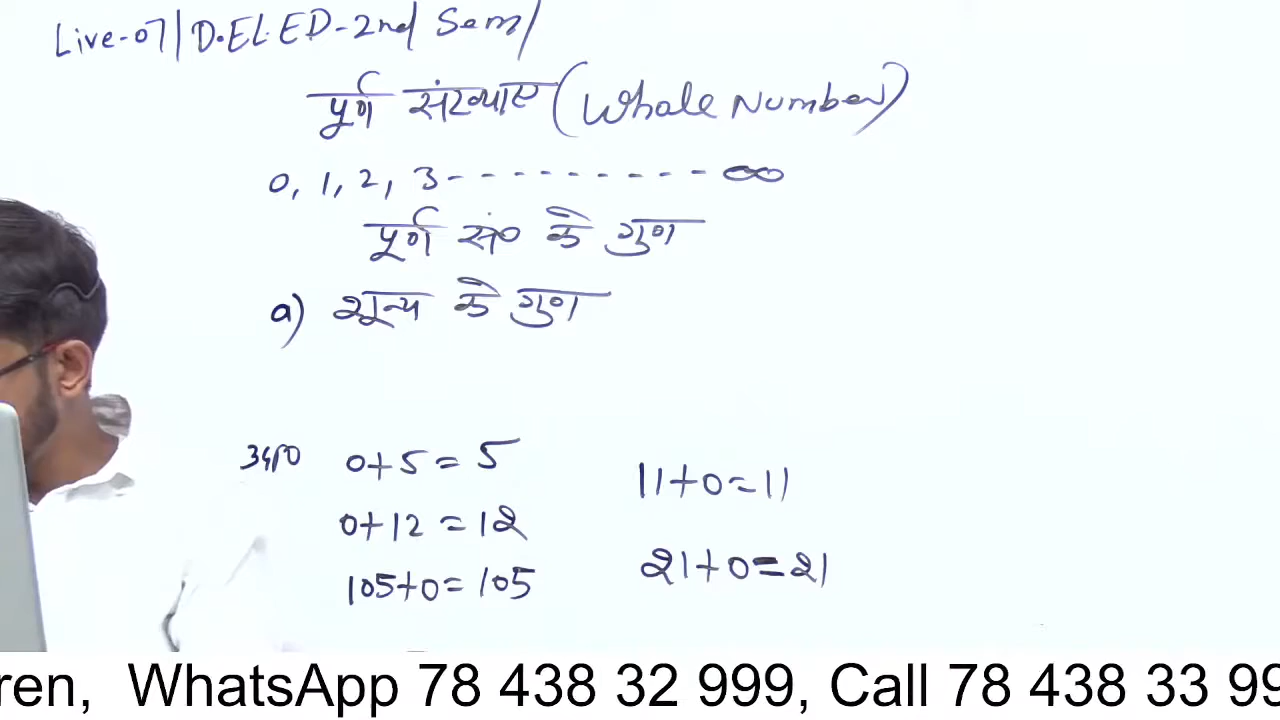 Live-07|D.EL.ED-2nd Sem/
पूर्ण संख्याए (Whole Number)
0, 1, 2, 3 - - - - - - - - - - ∞
पूर्ण सं० के गुण
a) शून्य के गुण
उदा० 0+5=5
11+0=11
0+12=12
21+0=21
105+0=105
ren, WhatsApp 78 438 32 999, Call 78 438 33 99